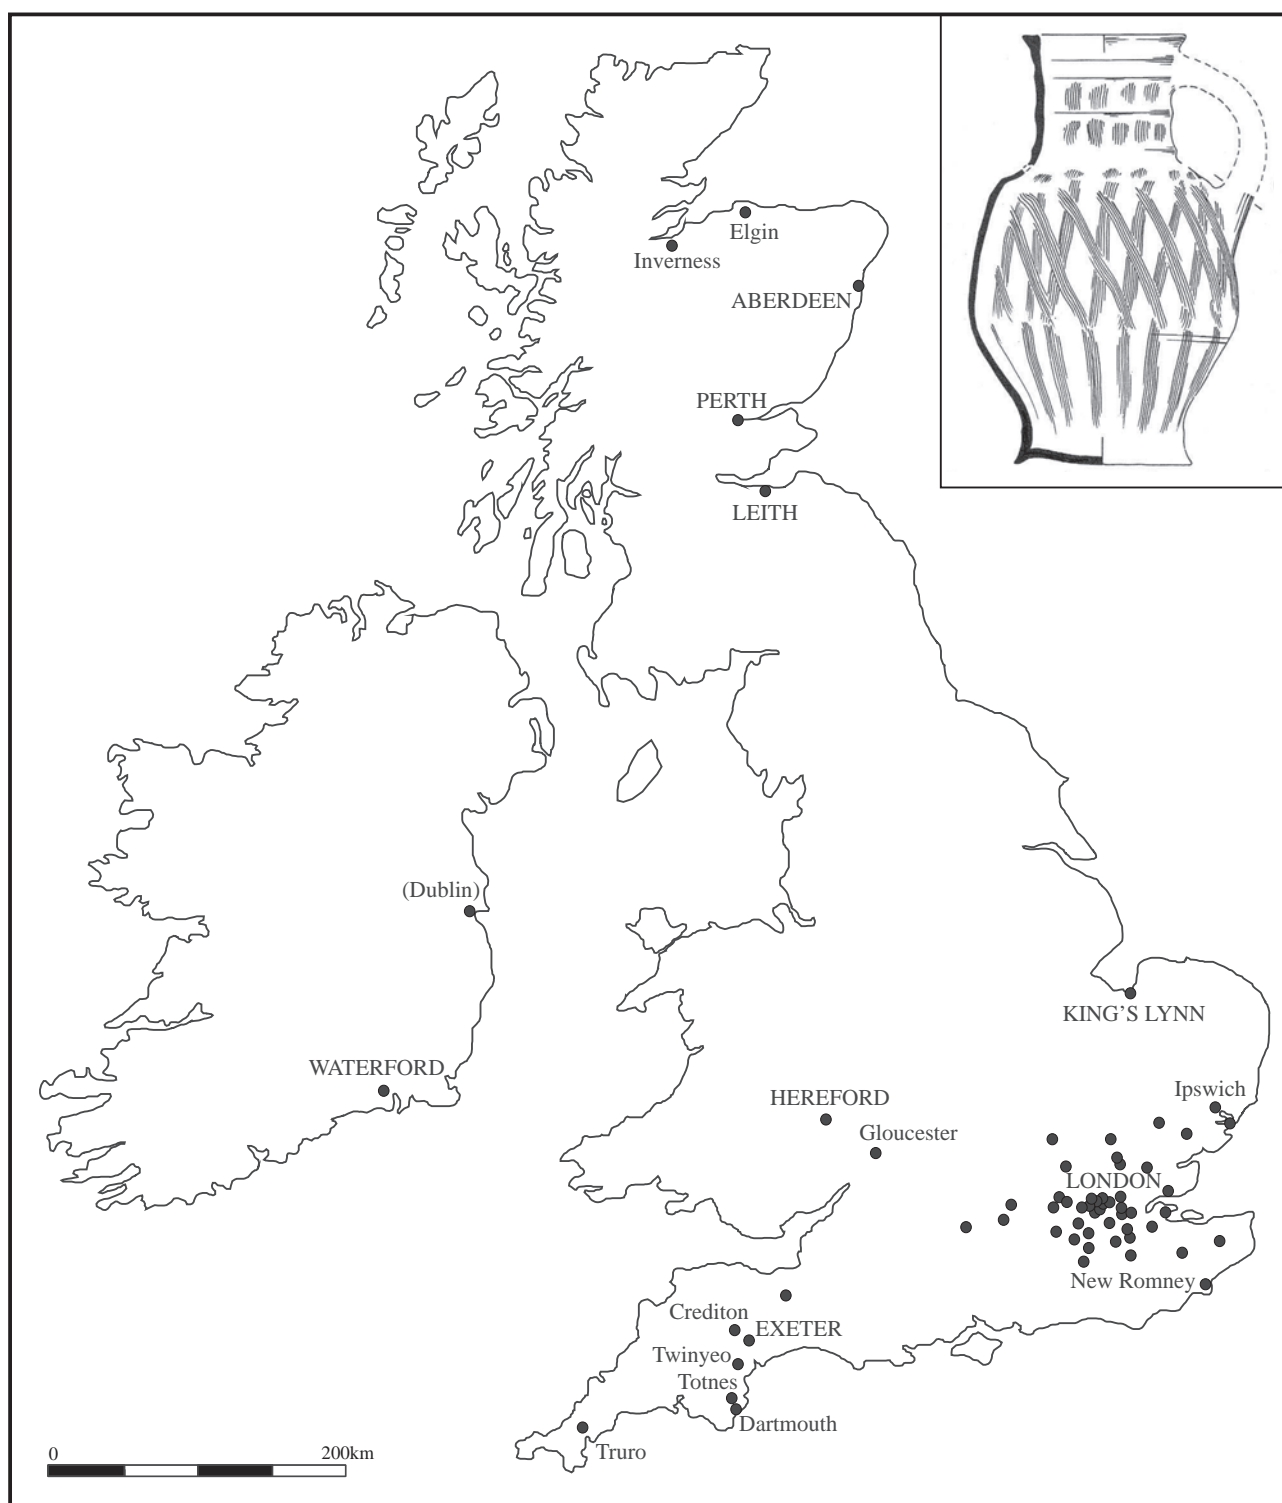 Elgin
Inverness
ABERDEEN
PERTH
LEITH
(Dublin)
KING'S LYNN
WATERFORD
HEREFORD
Ipswich
Gloucester
LONDON
New Romney
Crediton
EXETER
Twinyeo
Totnes
Dartmouth
Truro
0 200km